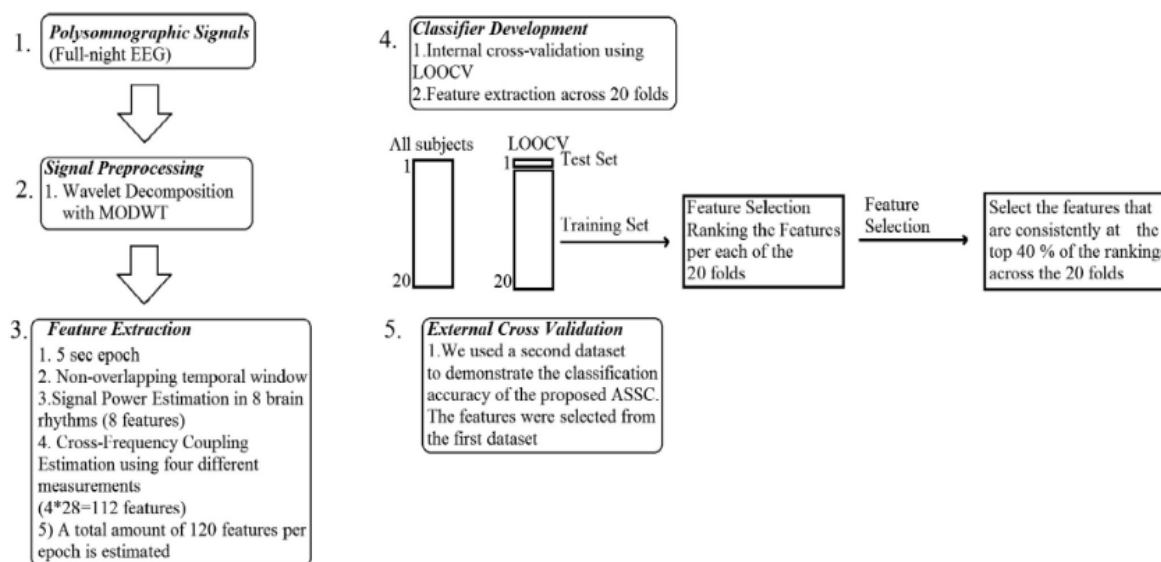 1.
Polysomnographic Signals
(Full-night EEG)
2.
Signal Preprocessing
1. Wavelet Decomposition
with MODWT
3.
Feature Extraction
1. 5 sec epoch
2. Non-overlapping temporal window
3.Signal Power Estimation in 8 brain
rhythms (8 features)
4. Cross-Frequency Coupling
Estimation using four different
measurements
(4*28=112 features)
5) A total amount of 120 features per
epoch is estimated
4.
Classifier Development
1.Internal cross-validation using
LOOCV
2.Feature extraction across 20 folds
All subjects
1
20
LOOCV
1
20
Test Set
Training Set
Feature Selection
Ranking the Features
per each of the
20 folds
Feature
Selection
Select the features that
are consistently at the
top 40 % of the rankings
across the 20 folds
5.
External Cross Validation
1.We used a second dataset
to demonstrate the classification
accuracy of the proposed ASSC.
The features were selected from
the first dataset